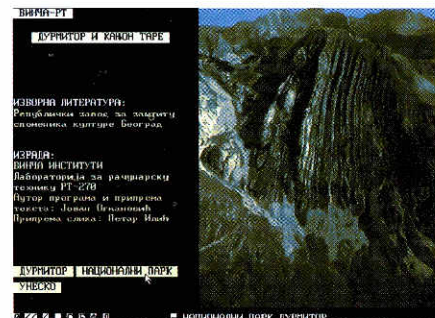 ВИНЧА-РТ
ДУРМИТОР И КАЊОН ТАРЕ
ИЗВОРНА ЛИТЕРАТУРА:
Републички завод за заштиту
споменика културе Београд
ИЗРАДА:
ВИНЧА ИНСТИТУТИ
Лабораторија за рачунарску
технику РТ-270
Аутор програма и припрема
текста: Јован
Припрема слика: Петар Илић
ДУРМИТОР НАЦИОНАЛНИ ПАРК
УНЕСКО
НАЦИОНАЛНИ ПАРК ДУРМИТОР